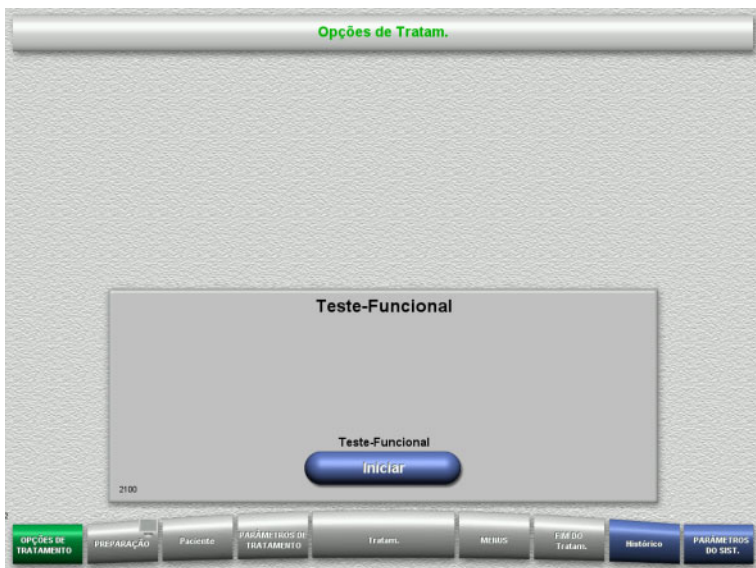 Opções de Tratam.
Teste-Funcional
Teste-Funcional
Iniciar
2100
OPÇÕES DE
TRATAMENTO
PREPARAÇÃO
Paciente
PARÂMETROS DE
TRATAMENTO
Tratam.
MENUS
FIM DO
Tratam.
Histórico
PARÂMETROS
DO SIST.